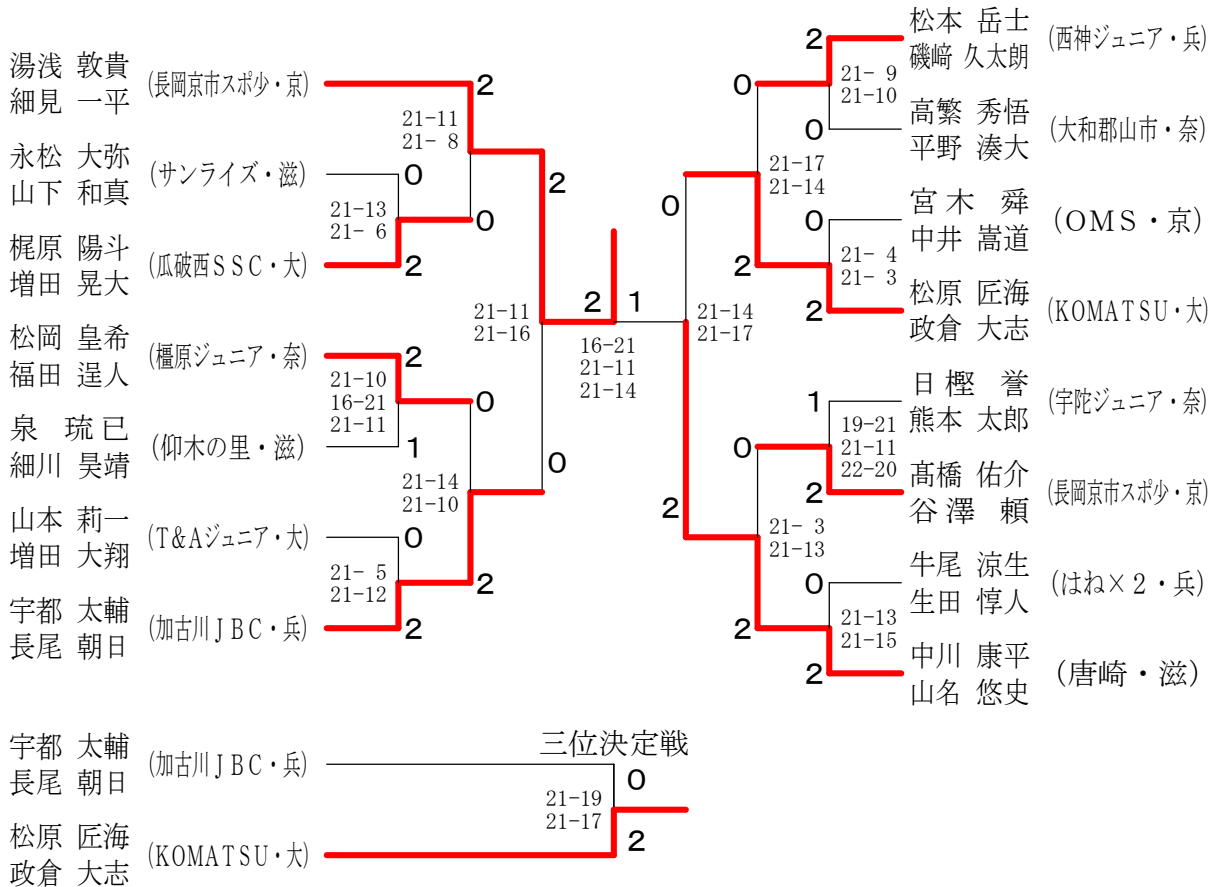 湯浅 敦貴
細見 一平
(長岡京市スポ少・京)
2
21-11
21- 8
永松 大弥
山下 和真
(サンライズ・滋)
0
21-13
21- 6
0
梶原 陽斗
増田 晃大
(瓜破西SSC・大)
2
2
21-11
21-16
松岡 皇希
福田 逞人
(橿原ジュニア・奈)
2
21-10
16-21
21-11
0
泉 琉已
細川 昊靖
(仰木の里・滋)
1
21-14
21-10
0
山本 莉一
増田 大翔
(T&Aジュニア・大)
0
21- 5
21-12
2
宇都 太輔
長尾 朝日
(加古川JBC・兵)
2
2
1
16-21
21-11
21-14
松本 岳士
磯﨑 久太朗
(西神ジュニア・兵)
2
21- 9
21-10
0
高繁 秀悟
平野 湊大
(大和郡山市・奈)
0
21-17
21-14
0
宮木 舜
中井 嵩道
(OMS・京)
0
21- 4
21- 3
2
松原 匠海
政倉 大志
(KOMATSU・大)
2
21-14
21-17
日樫 誉
熊本 太郎
(宇陀ジュニア・奈)
1
19-21
21-11
22-20
0
髙橋 佑介
谷澤 頼
(長岡京市スポ少・京)
2
2
21- 3
21-13
牛尾 涼生
生田 惇人
(はね×2・兵)
0
21-13
21-15
2
中川 康平
山名 悠史
(唐崎・滋)
2
三位決定戦
宇都 太輔
長尾 朝日
(加古川JBC・兵)
0
21-19
21-17
松原 匠海
政倉 大志
(KOMATSU・大)
2